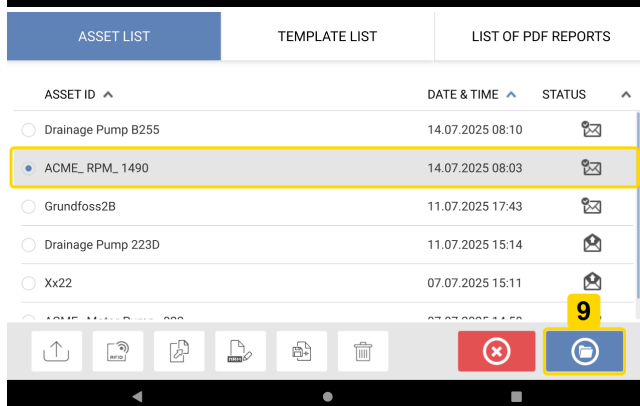 ASSET LIST TEMPLATE LIST LIST OF PDF REPORTS
ASSET ID DATE & TIME STATUS
Drainage Pump B255 14.07.2025 08:10
ACME_ RPM_ 1490 14.07.2025 08:03
Grundfoss2B 11.07.2025 17:43
Drainage Pump 223D 11.07.2025 15:14
Xx22 07.07.2025 15:11
9
RFID